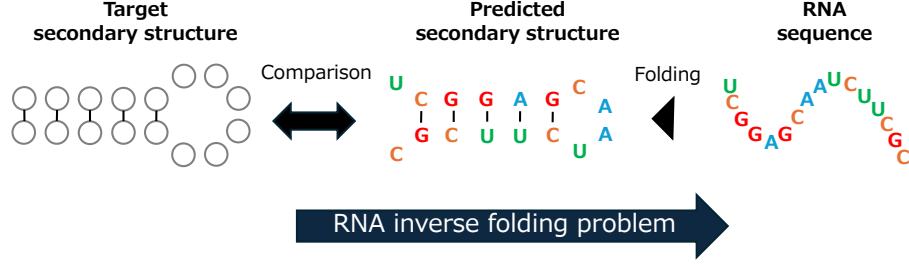 Target
secondary structure
Predicted
secondary structure
RNA
sequence
Comparison
Folding
U C G G A G C A
C G C U U C U A
U C G G A G C A A U C U U C G C
RNA inverse folding problem